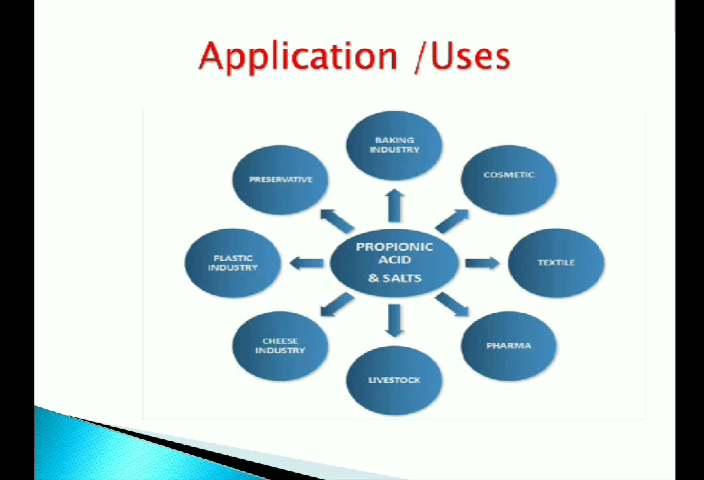 Application /Uses
BAKING
INDUSTRY
PRESERVATIVE
COSMETIC
PROPIONIC
ACID
& SALTS
PLASTIC
INDUSTRY
TEXTILE
CHEESE
INDUSTRY
PHARMA
LIVESTOCK